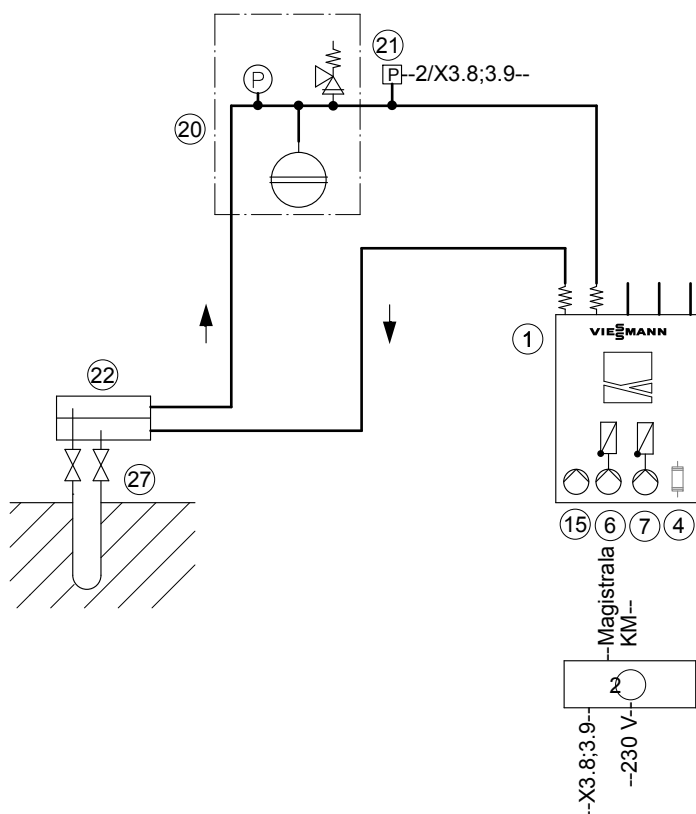 21
P
P--2/X3.8;3.9--
20
1
VIESSMANN
22
27
15 6 7 4
--Magistrala
KM--
2
--X3.8;3.9--
--230 V--